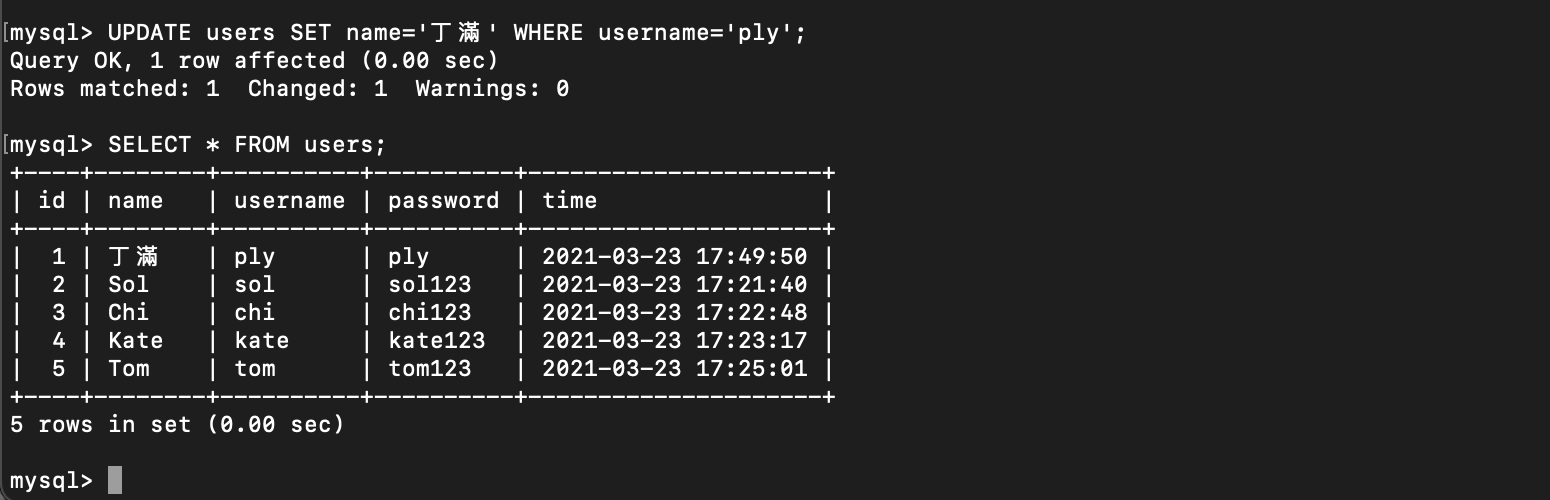 mysql> UPDATE users SET name='丁滿' WHERE username='ply';
Query OK, 1 row affected (0.00 sec)
Rows matched: 1  Changed: 1  Warnings: 0
mysql> SELECT * FROM users;
+----+--------+----------+----------+---------------------+
| id | name   | username | password | time                |
+----+--------+----------+----------+---------------------+
|  1 | 丁滿   | ply      | ply      | 2021-03-23 17:49:50 |
|  2 | Sol    | sol      | sol123   | 2021-03-23 17:21:40 |
|  3 | Chi    | chi      | chi123   | 2021-03-23 17:22:48 |
|  4 | Kate   | kate     | kate123  | 2021-03-23 17:23:17 |
|  5 | Tom    | tom      | tom123   | 2021-03-23 17:25:01 |
+----+--------+----------+----------+---------------------+
5 rows in set (0.00 sec)
mysql>